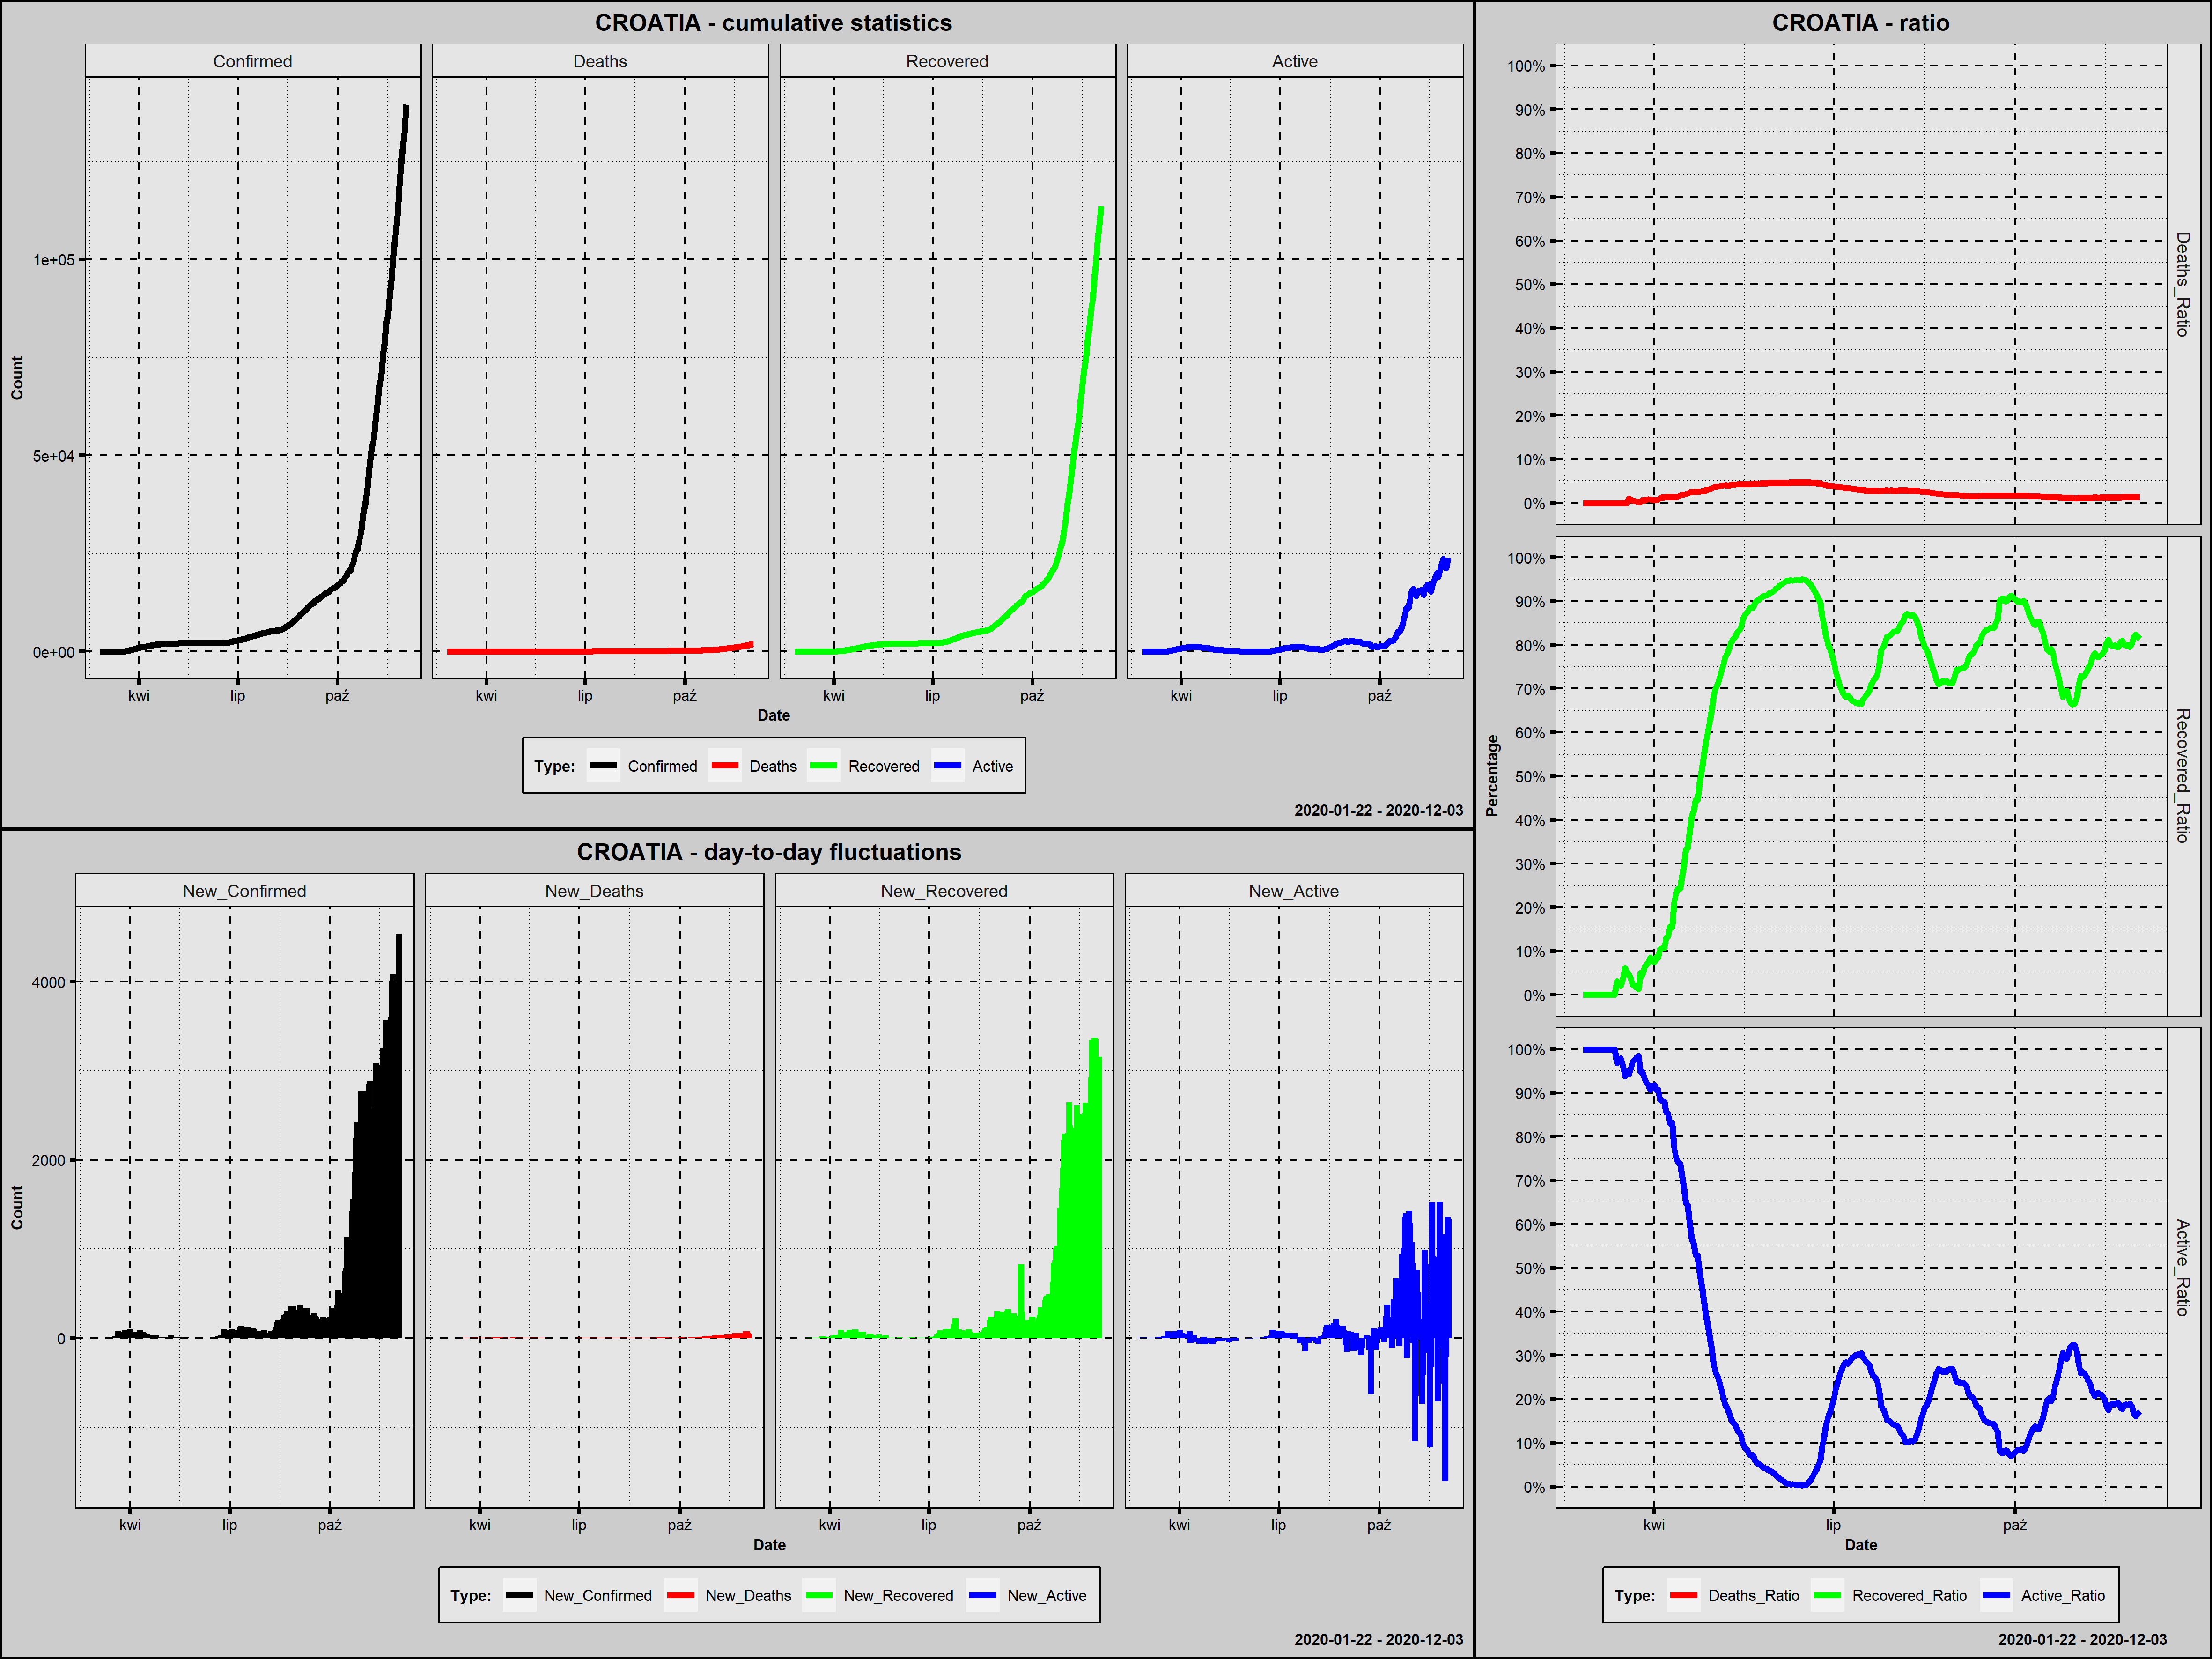 CROATIA - cumulative statistics
Confirmed Deaths Recovered Active
Count
1e+05
5e+04
0e+00
kwi lip paź kwi lip paź kwi lip paź kwi lip paź
Date
Type: Confirmed Deaths Recovered Active
2020-01-22 - 2020-12-03
CROATIA - day-to-day fluctuations
New_Confirmed New_Deaths New_Recovered New_Active
Count
4000
2000
0
kwi lip paź kwi lip paź kwi lip paź kwi lip paź
Date
Type: New_Confirmed New_Deaths New_Recovered New_Active
2020-01-22 - 2020-12-03
CROATIA - ratio
Percentage
100%
90%
80%
70%
60%
50%
40%
30%
20%
10%
0%
Deaths_Ratio
100%
90%
80%
70%
60%
50%
40%
30%
20%
10%
0%
Recovered_Ratio
100%
90%
80%
70%
60%
50%
40%
30%
20%
10%
0%
Active_Ratio
kwi lip paź
Date
Type: Deaths_Ratio Recovered_Ratio Active_Ratio
2020-01-22 - 2020-12-03